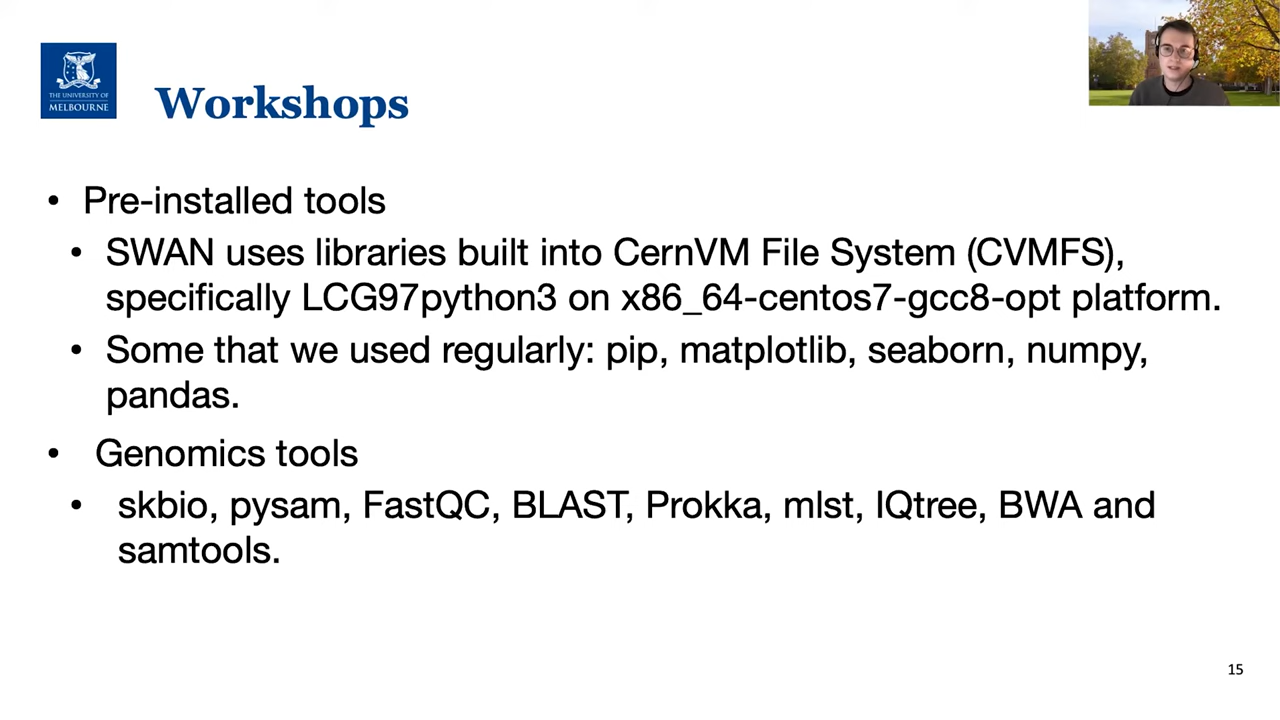 THE UNIVERSITY OF
MELBOURNE
Workshops
• Pre-installed tools
• SWAN uses libraries built into CernVM File System (CVMFS),
specifically LCG97python3 on x86_64-centos7-gcc8-opt platform.
• Some that we used regularly: pip, matplotlib, seaborn, numpy,
pandas.
• Genomics tools
• skbio, pysam, FastQC, BLAST, Prokka, mlst, IQtree, BWA and
samtools.
15